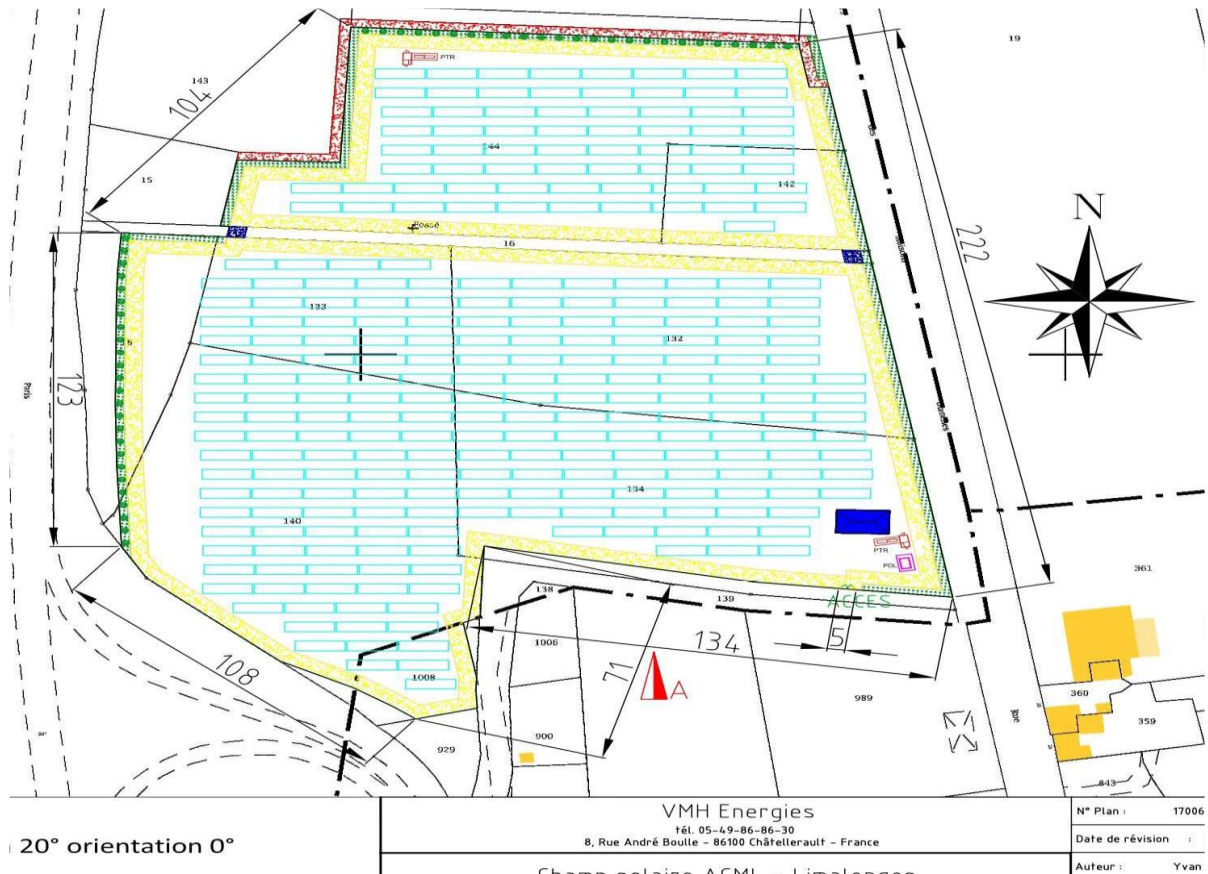 19
143
104
PTR
144
15
142
Fossé
16
N
222
133
132
5
Paris
123
134
140
PTR
PDL
361
ACCES
138
139
1006
134
5
71
A
108
1008
989
360
359
900
929
843
20° orientation 0°
VMH Energies
tél. 05-49-86-86-30
8, Rue André Boulle - 86100 Châtellerault - France
N° Plan : 17006
Date de révision :
Auteur : Yvan